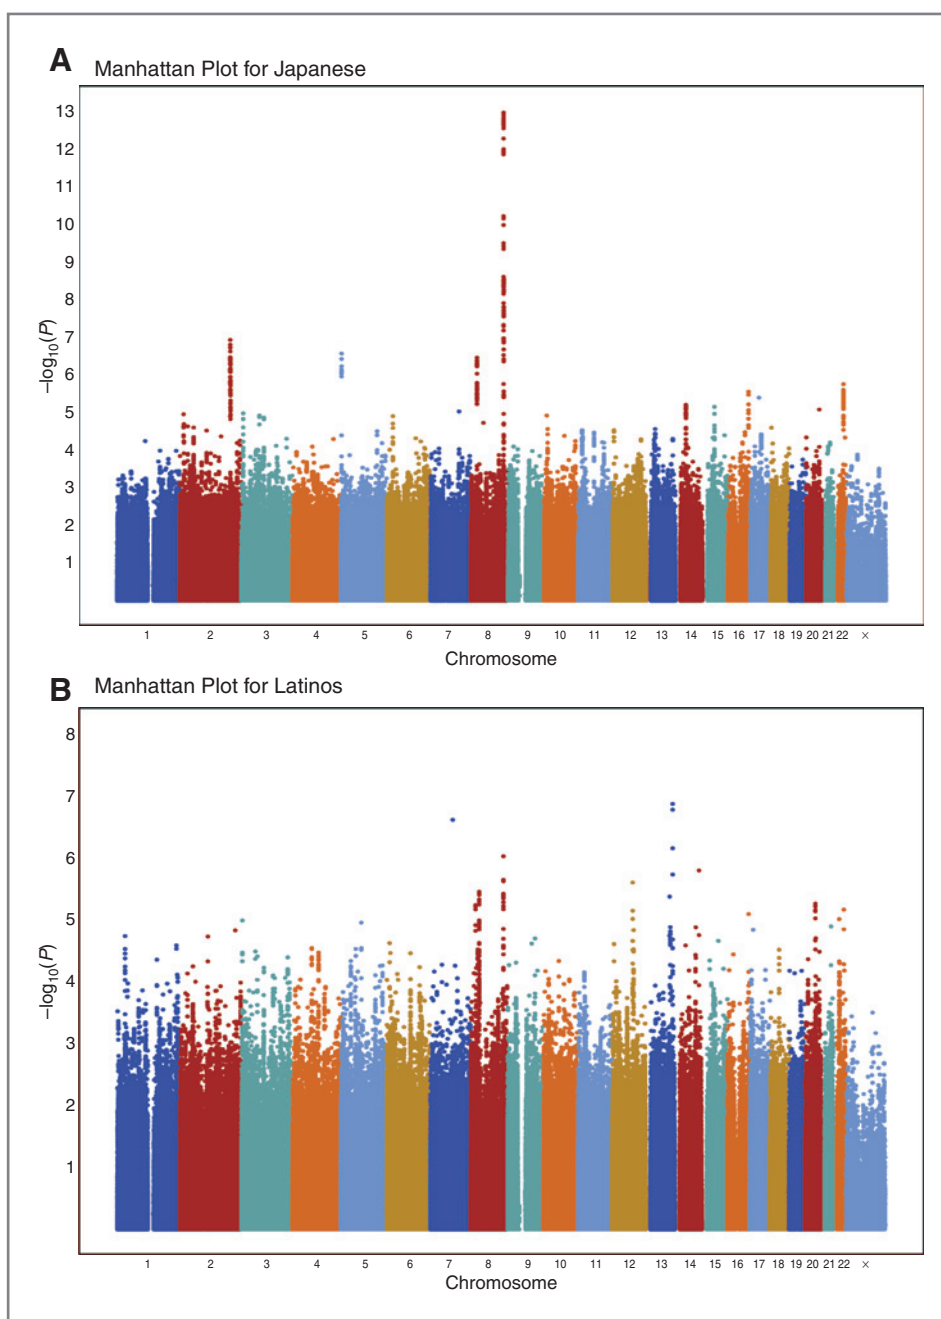 A Manhattan Plot for Japanese
13
12
11
10
9
8
7
6
5
4
3
2
1
–log10(P)
1 2 3 4 5 6 7 8 9 10 11 12 13 14 15 16 17 18 19 20 21 22 ×
Chromosome
B Manhattan Plot for Latinos
8
7
6
5
4
3
2
1
–log10(P)
1 2 3 4 5 6 7 8 9 10 11 12 13 14 15 16 17 18 19 20 21 22 ×
Chromosome